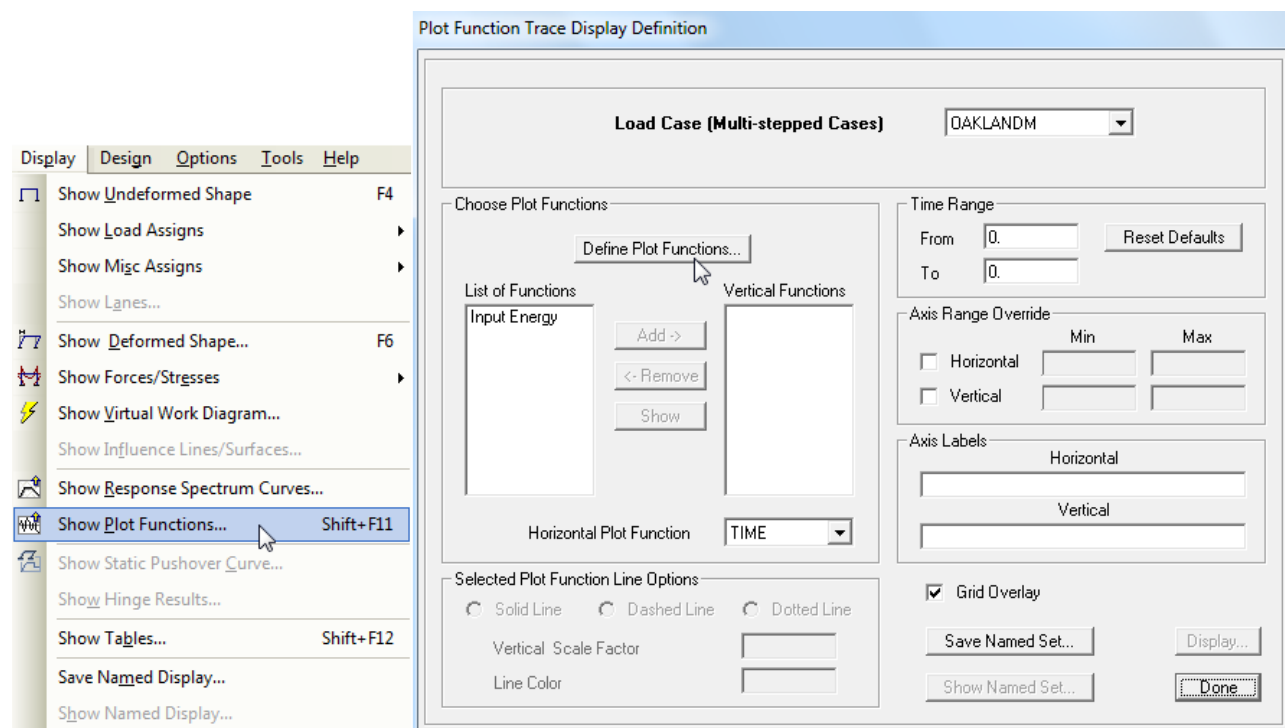 Display Design Options Tools Help
Show Undeformed Shape F4
Show Load Assigns
Show Misc Assigns
Show Lanes...
Show Deformed Shape... F6
Show Forces/Stresses
Show Virtual Work Diagram...
Show Influence Lines/Surfaces...
Show Response Spectrum Curves...
Show Plot Functions... Shift+F11
Show Static Pushover Curve...
Show Hinge Results...
Show Tables... Shift+F12
Save Named Display...
Show Named Display...
Plot Function Trace Display Definition
Load Case (Multi-stepped Cases) OAKLANDM
Choose Plot Functions
Define Plot Functions...
List of Functions Vertical Functions
Input Energy
Add ->
<- Remove
Show
Horizontal Plot Function TIME
Selected Plot Function Line Options
Solid Line Dashed Line Dotted Line
Vertical Scale Factor
Line Color
Time Range
From 0. Reset Defaults
To 0.
Axis Range Override
Min Max
Horizontal
Vertical
Axis Labels
Horizontal
Vertical
Grid Overlay
Save Named Set... Display...
Show Named Set... Done